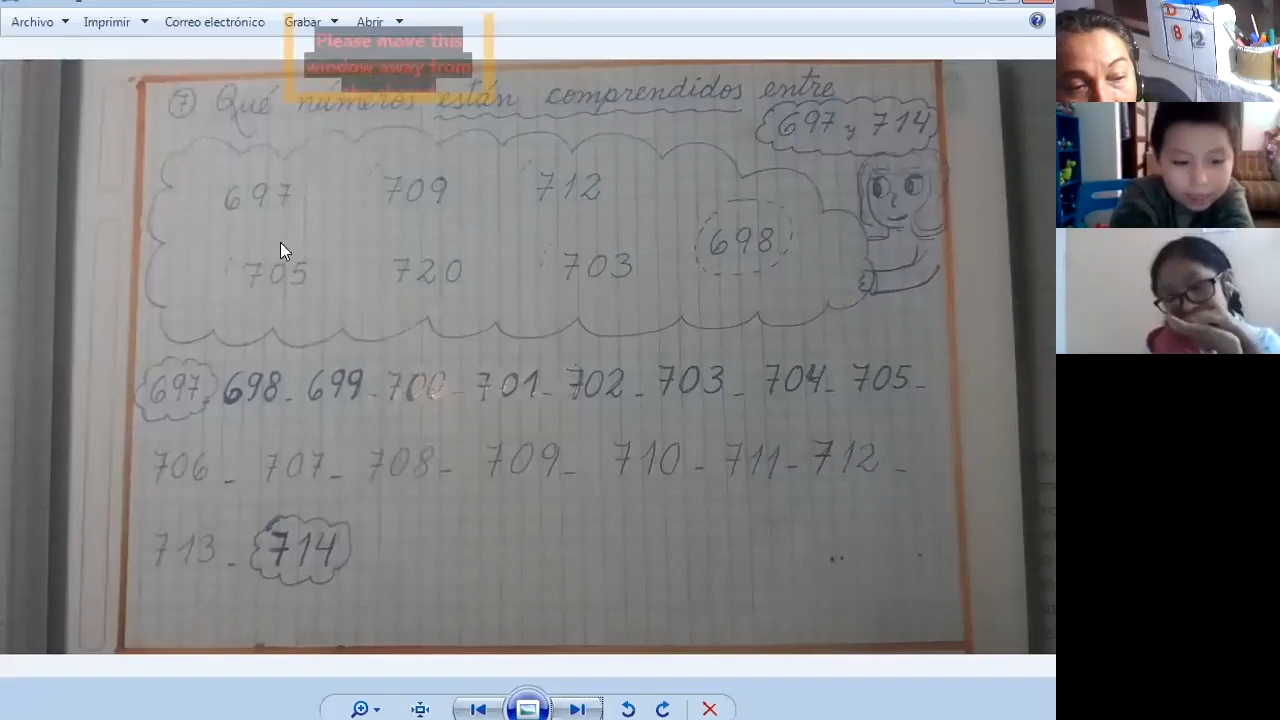 Archivo Imprimir Correo electrónico Grabar Abrir
Please move this
window away from
⑦ Qué números están comprendidos entre
697 y 714
697 709 712
698
705 720 703
697 698 - 699 - 700 - 701 - 702 - 703 - 704 - 705 -
706 - 707 - 708 - 709 - 710 - 711 - 712 -
713 - 714
D U
8 2